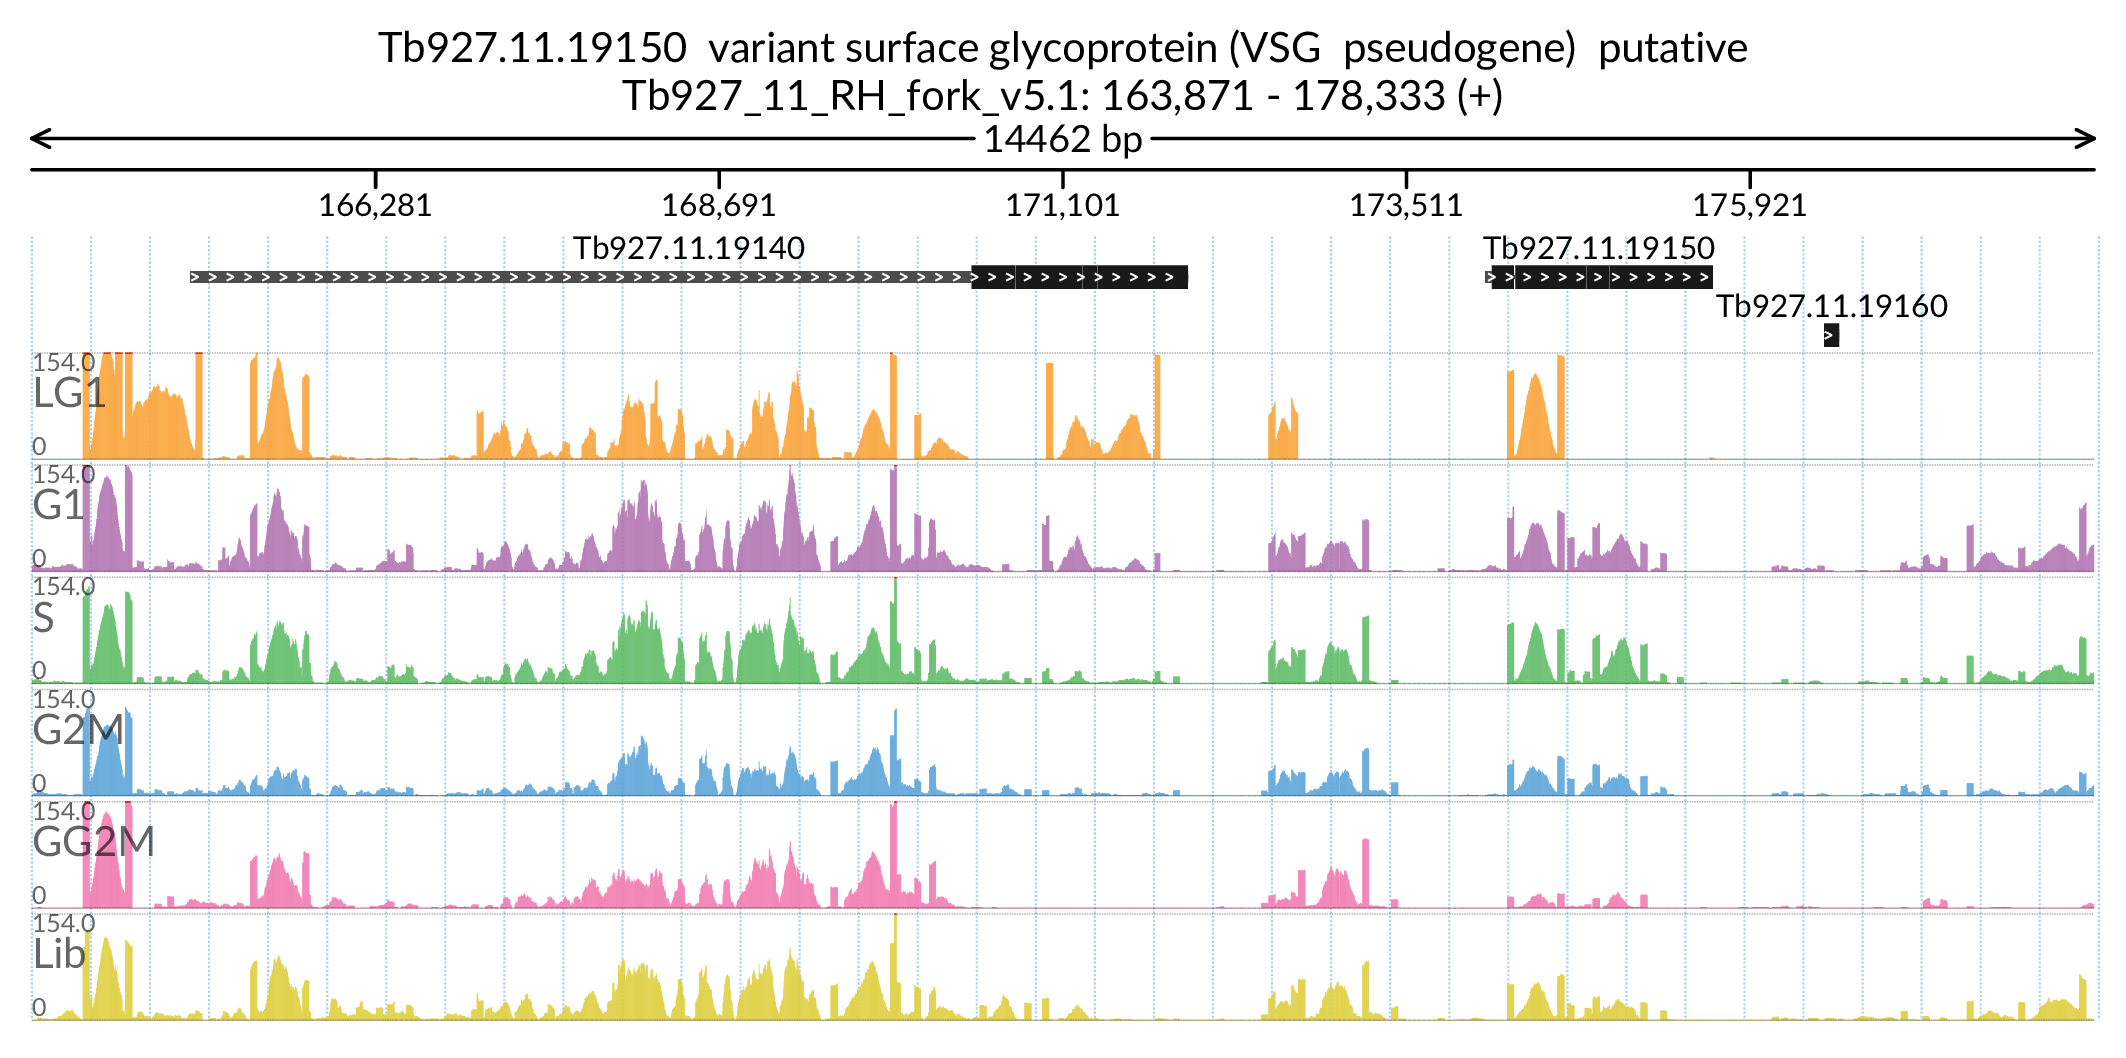 Tb927.11.19150  variant surface glycoprotein (VSG  pseudogene)  putative
Tb927_11_RH_fork_v5.1: 163,871 - 178,333 (+)
14462 bp
166,281 168,691 171,101 173,511 175,921
Tb927.11.19140 Tb927.11.19150
Tb927.11.19160
154.0
LG1
0
154.0
G1
0
154.0
S
0
154.0
G2M
0
154.0
GG2M
0
154.0
Lib
0